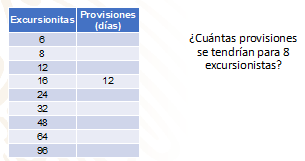 Excursionitas Provisiones (días)
6
8
12
16 12
24
32
48
64
96
¿Cuántas provisiones
se tendrían para 8
excursionistas?